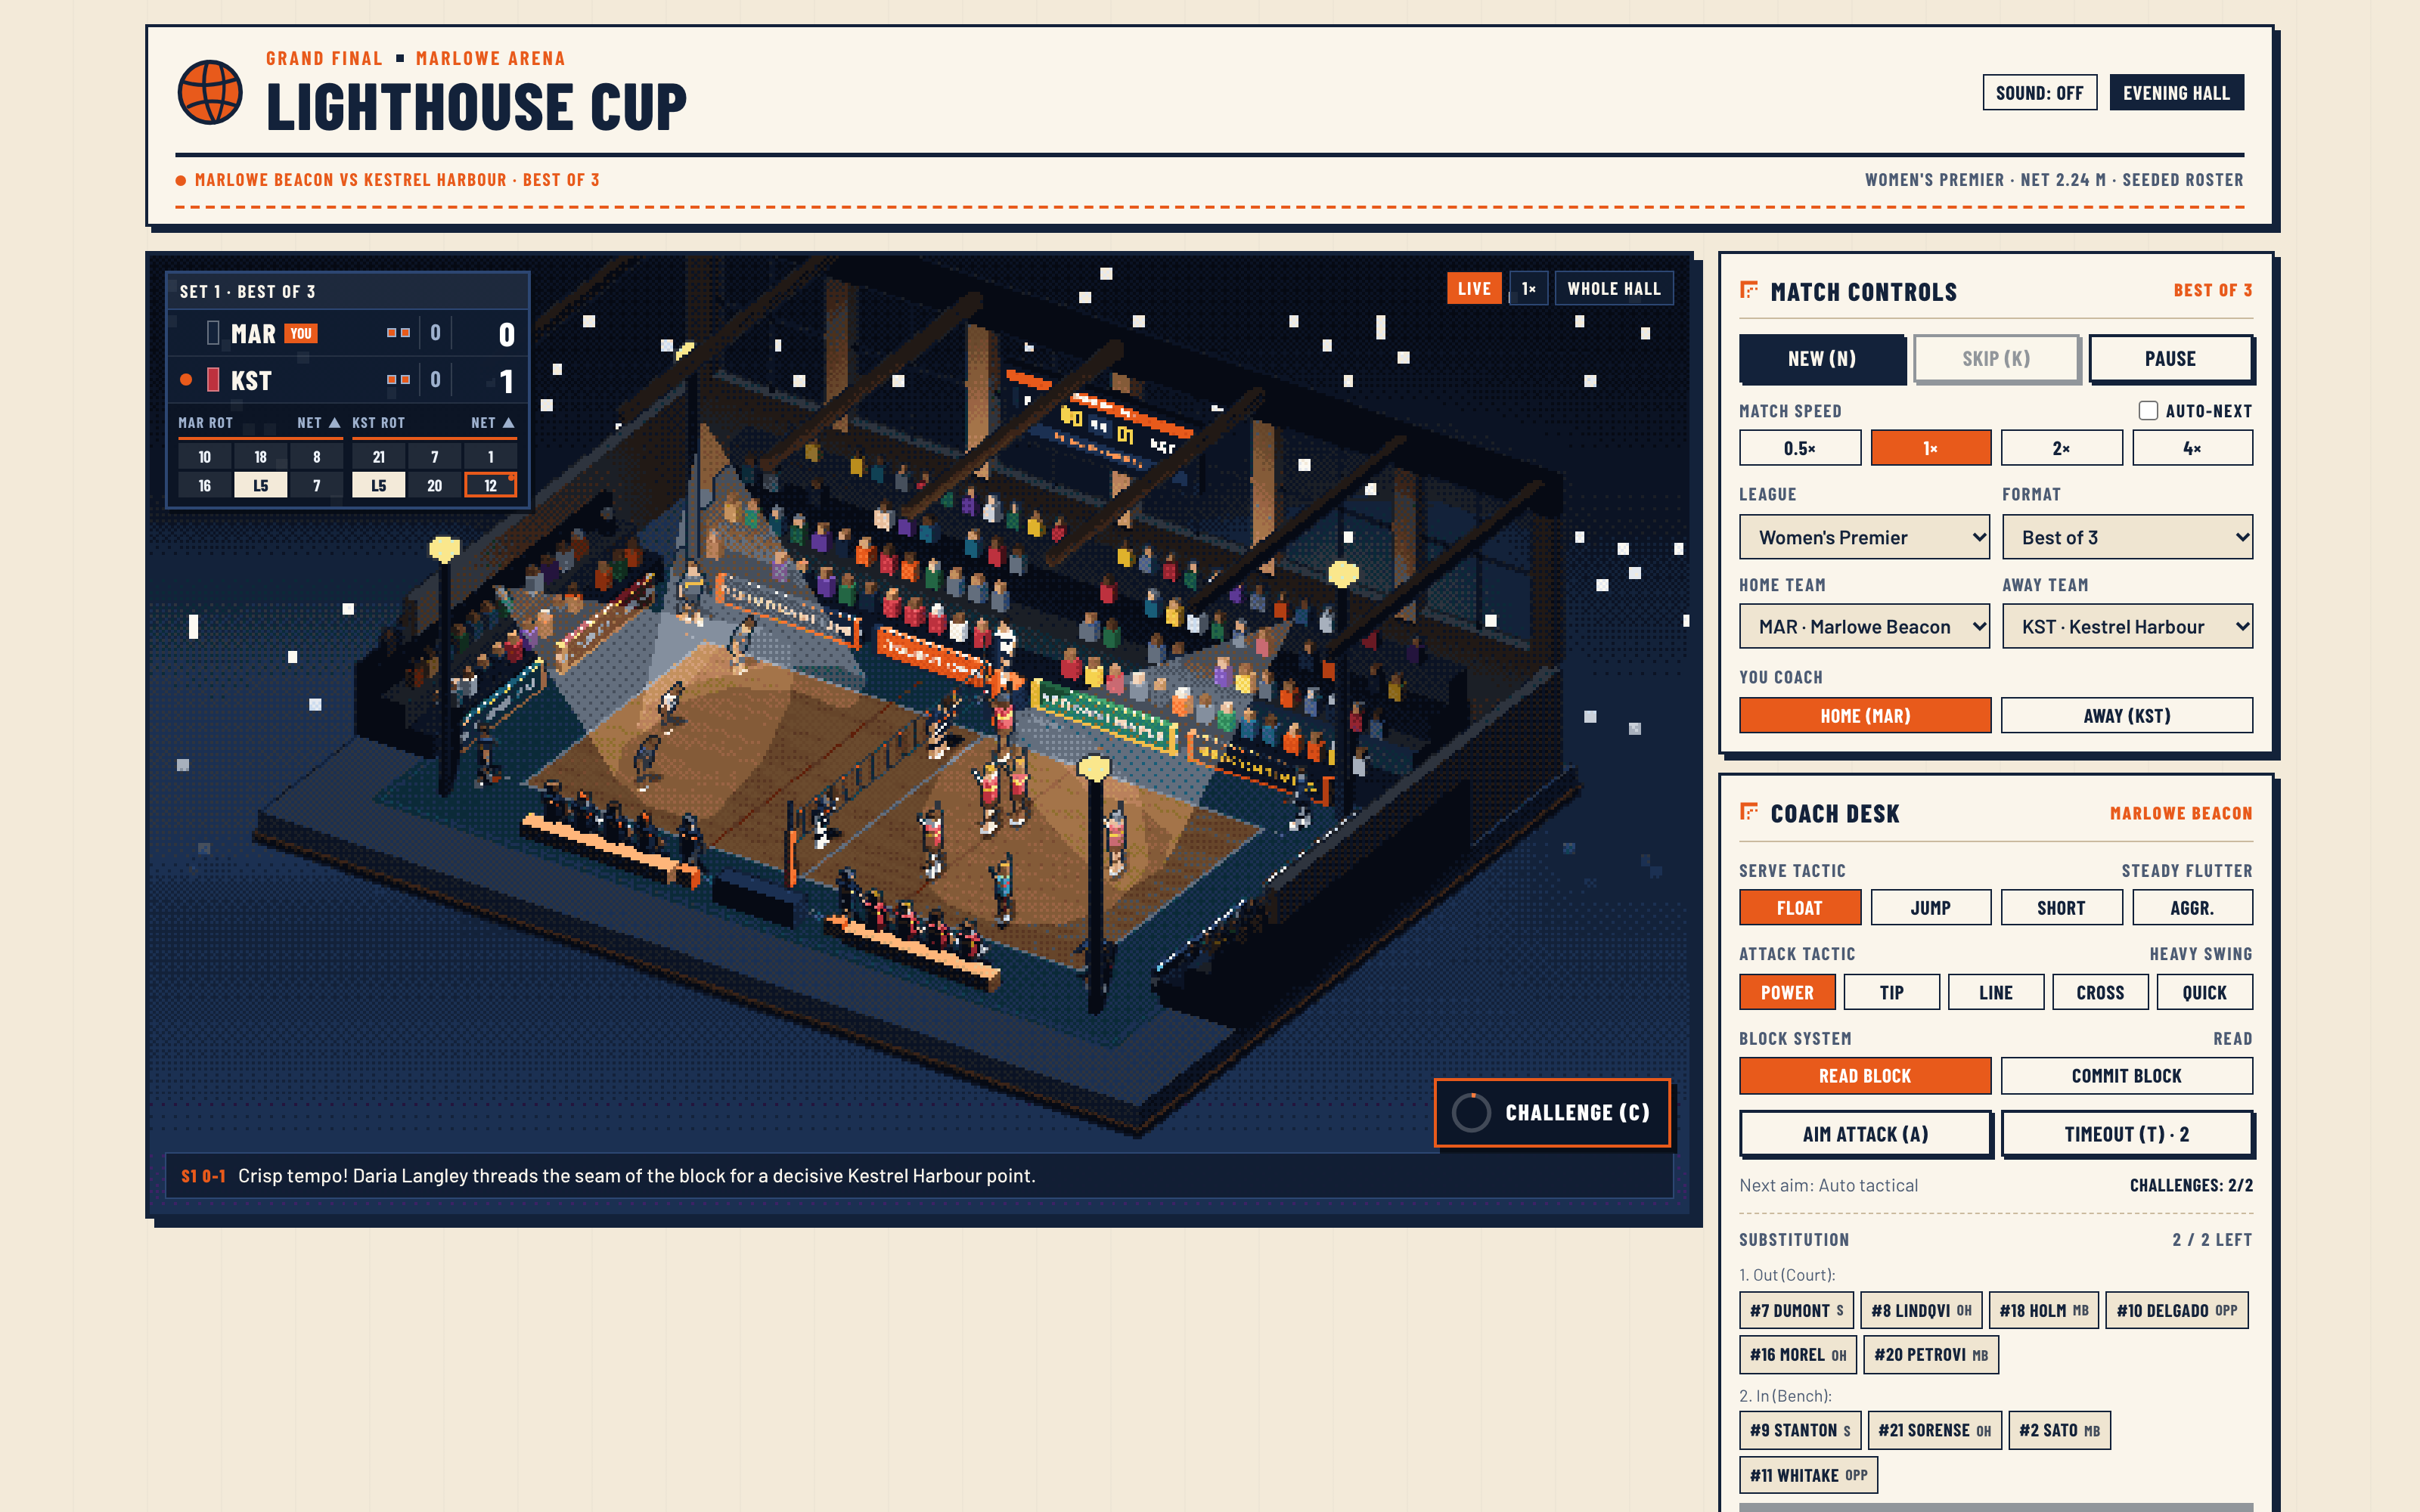 GRAND FINAL ▪ MARLOWE ARENA
LIGHTHOUSE CUP
SOUND: OFF
EVENING HALL
MARLOWE BEACON VS KESTREL HARBOUR · BEST OF 3
WOMEN'S PREMIER · NET 2.24 M · SEEDED ROSTER
SET 1 · BEST OF 3
MAR YOU 0 0
KST 0 1
MAR ROT NET ▲ KST ROT NET ▲
10 18 8 21 7 1
16 L5 7 L5 20 12
LIVE 1× WHOLE HALL
CHALLENGE (C)
S1 0-1 Crisp tempo! Daria Langley threads the seam of the block for a decisive Kestrel Harbour point.
MATCH CONTROLS
BEST OF 3
NEW (N) SKIP (K) PAUSE
MATCH SPEED AUTO-NEXT
0.5× 1× 2× 4×
LEAGUE FORMAT
Women's Premier Best of 3
HOME TEAM AWAY TEAM
MAR · Marlowe Beacon KST · Kestrel Harbour
YOU COACH
HOME (MAR) AWAY (KST)
COACH DESK
MARLOWE BEACON
SERVE TACTIC STEADY FLUTTER
FLOAT JUMP SHORT AGGR.
ATTACK TACTIC HEAVY SWING
POWER TIP LINE CROSS QUICK
BLOCK SYSTEM READ
READ BLOCK COMMIT BLOCK
AIM ATTACK (A) TIMEOUT (T) · 2
Next aim: Auto tactical CHALLENGES: 2/2
SUBSTITUTION 2 / 2 LEFT
1. Out (Court):
#7 DUMONT S #8 LINDQVI OH #18 HOLM MB #10 DELGADO OPP
#16 MOREL OH #20 PETROVI MB
2. In (Bench):
#9 STANTON S #21 SORENSE OH #2 SATO MB
#11 WHITAKE OPP